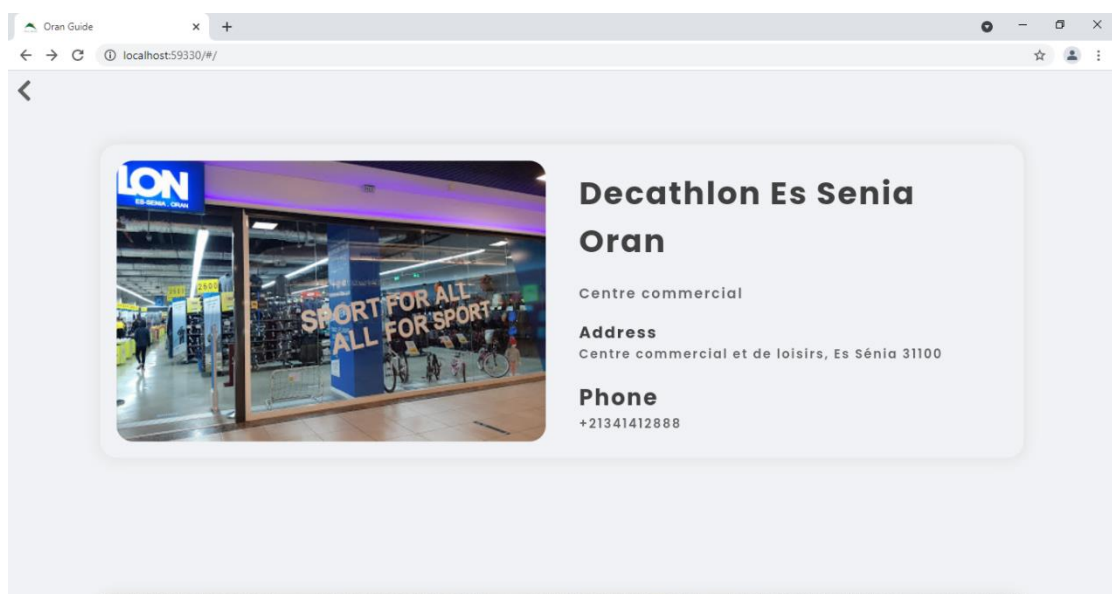 Oran Guide
localhost:59330/#/
LON
ES-SENIA . ORAN
2600
SPORT FOR ALL
ALL FOR SPORT
Decathlon Es Senia
Oran
Centre commercial
Address
Centre commercial et de loisirs, Es Sénia 31100
Phone
+21341412888